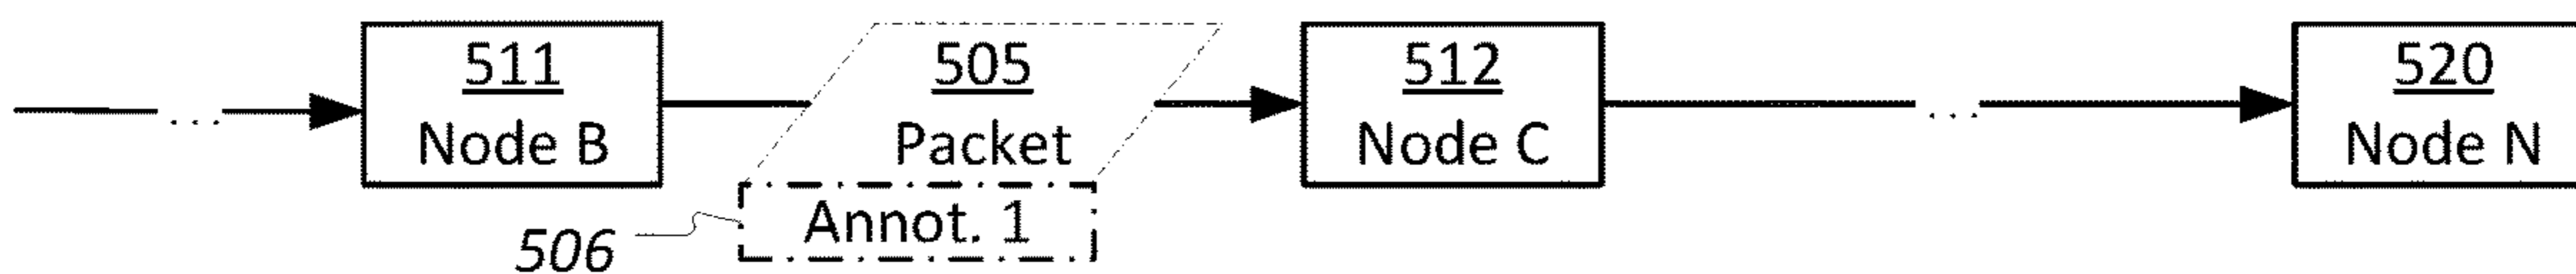 511
Node B
505
Packet
512
Node C
520
Node N
Annot. 1
506